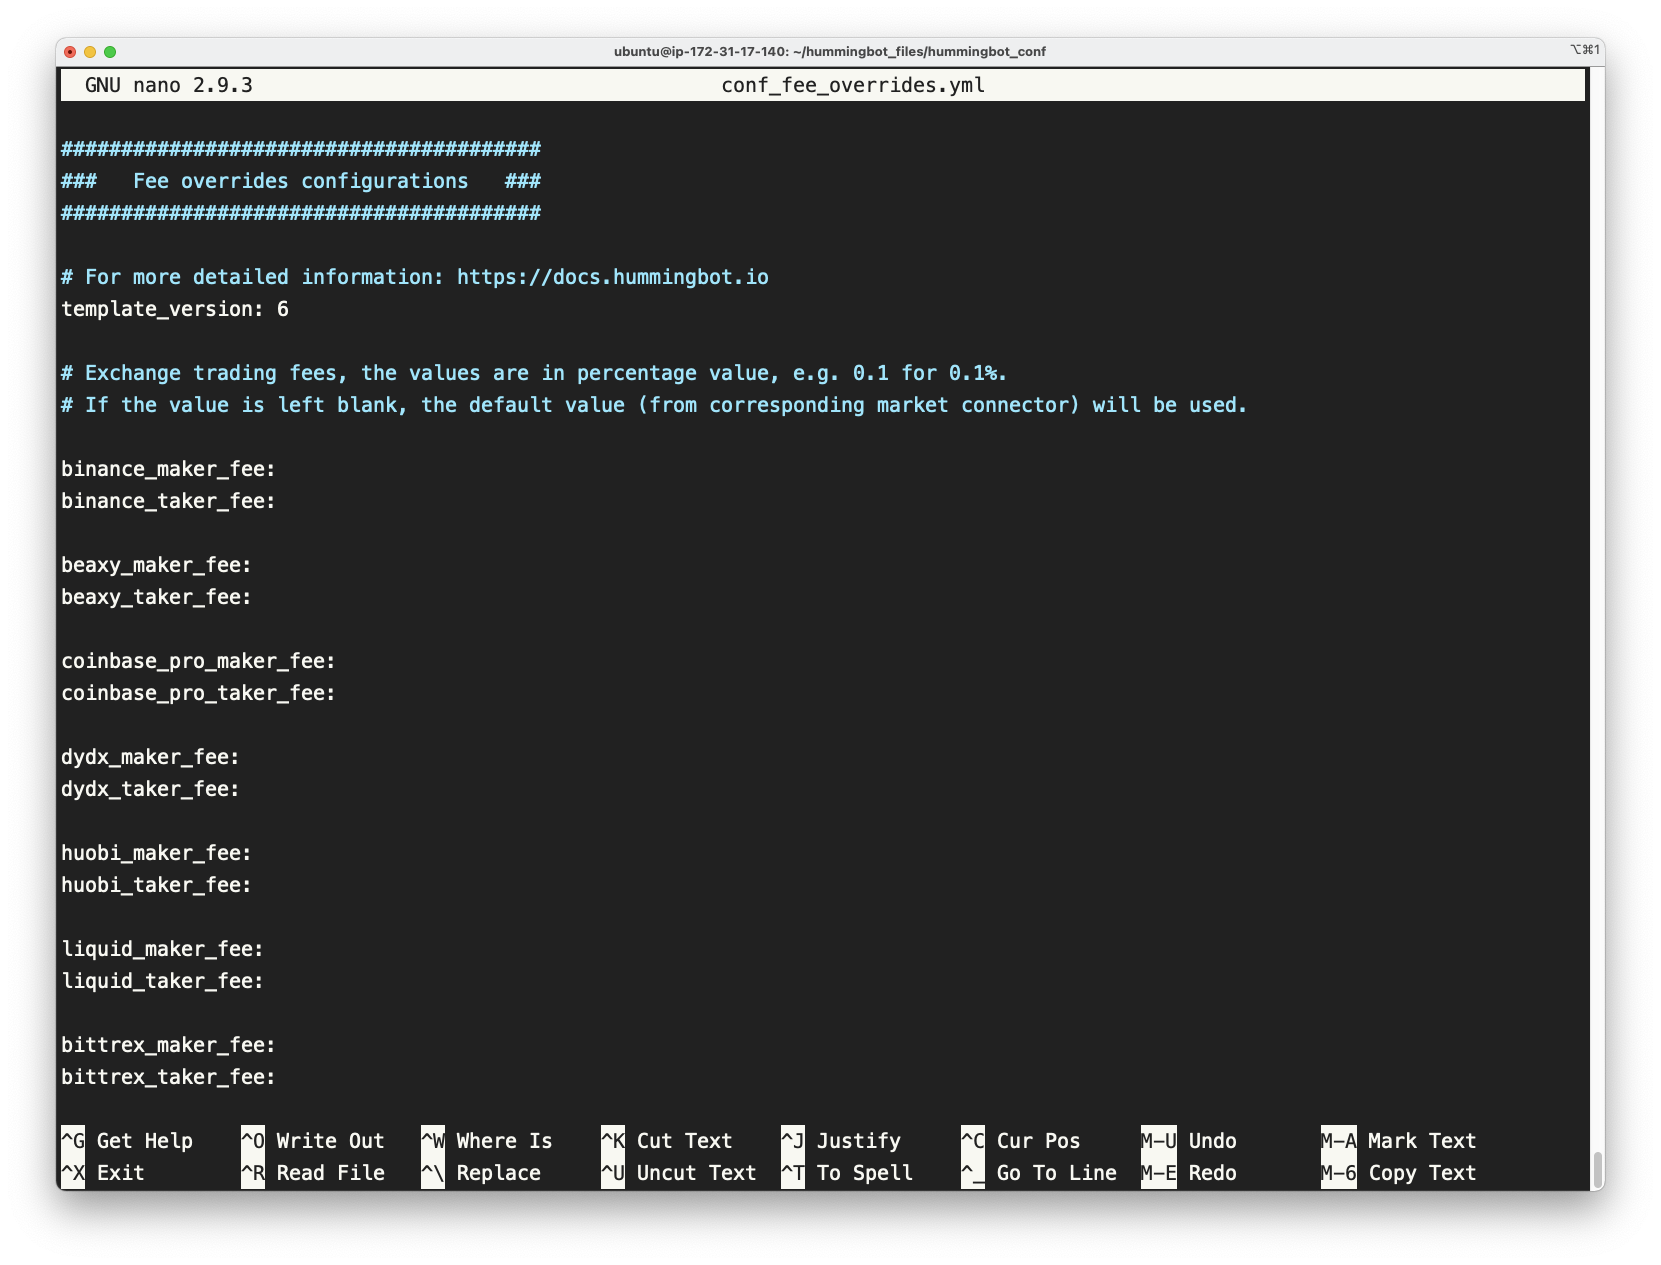 ubuntu@ip-172-31-17-140: ~/hummingbot_files/hummingbot_conf ⌥⌘1
GNU nano 2.9.3 conf_fee_overrides.yml
########################################
###   Fee overrides configurations   ###
########################################
# For more detailed information: https://docs.hummingbot.io
template_version: 6
# Exchange trading fees, the values are in percentage value, e.g. 0.1 for 0.1%.
# If the value is left blank, the default value (from corresponding market connector) will be used.
binance_maker_fee:
binance_taker_fee:
beaxy_maker_fee:
beaxy_taker_fee:
coinbase_pro_maker_fee:
coinbase_pro_taker_fee:
dydx_maker_fee:
dydx_taker_fee:
huobi_maker_fee:
huobi_taker_fee:
liquid_maker_fee:
liquid_taker_fee:
bittrex_maker_fee:
bittrex_taker_fee:
^G Get Help ^O Write Out ^W Where Is ^K Cut Text ^J Justify ^C Cur Pos M-U Undo M-A Mark Text
^X Exit ^R Read File ^\ Replace ^U Uncut Text ^T To Spell ^_ Go To Line M-E Redo M-6 Copy Text